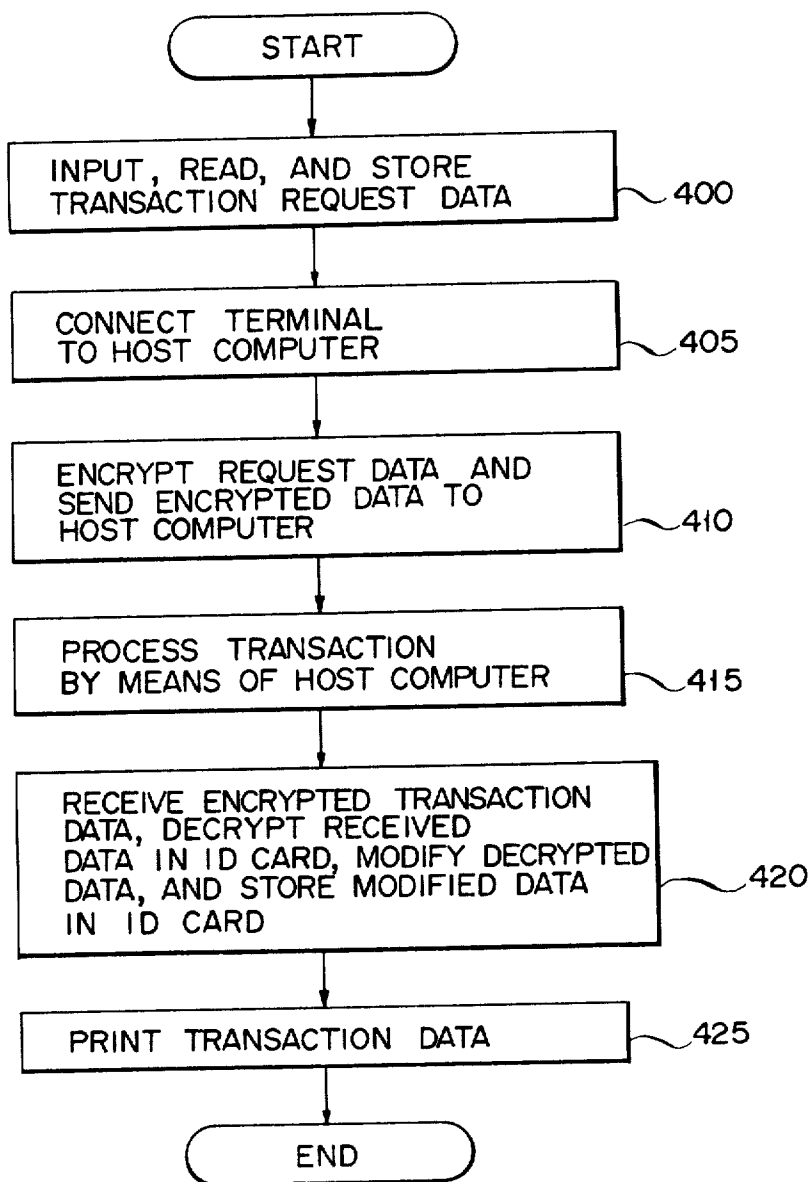 START
INPUT, READ, AND STORE
TRANSACTION REQUEST DATA
400
CONNECT TERMINAL
TO HOST COMPUTER
405
ENCRYPT REQUEST DATA AND
SEND ENCRYPTED DATA TO
HOST COMPUTER
410
PROCESS TRANSACTION
BY MEANS OF HOST COMPUTER
415
RECEIVE ENCRYPTED TRANSACTION
DATA, DECRYPT RECEIVED
DATA IN ID CARD, MODIFY DECRYPTED
DATA, AND STORE MODIFIED DATA
IN ID CARD
420
PRINT TRANSACTION DATA
425
END